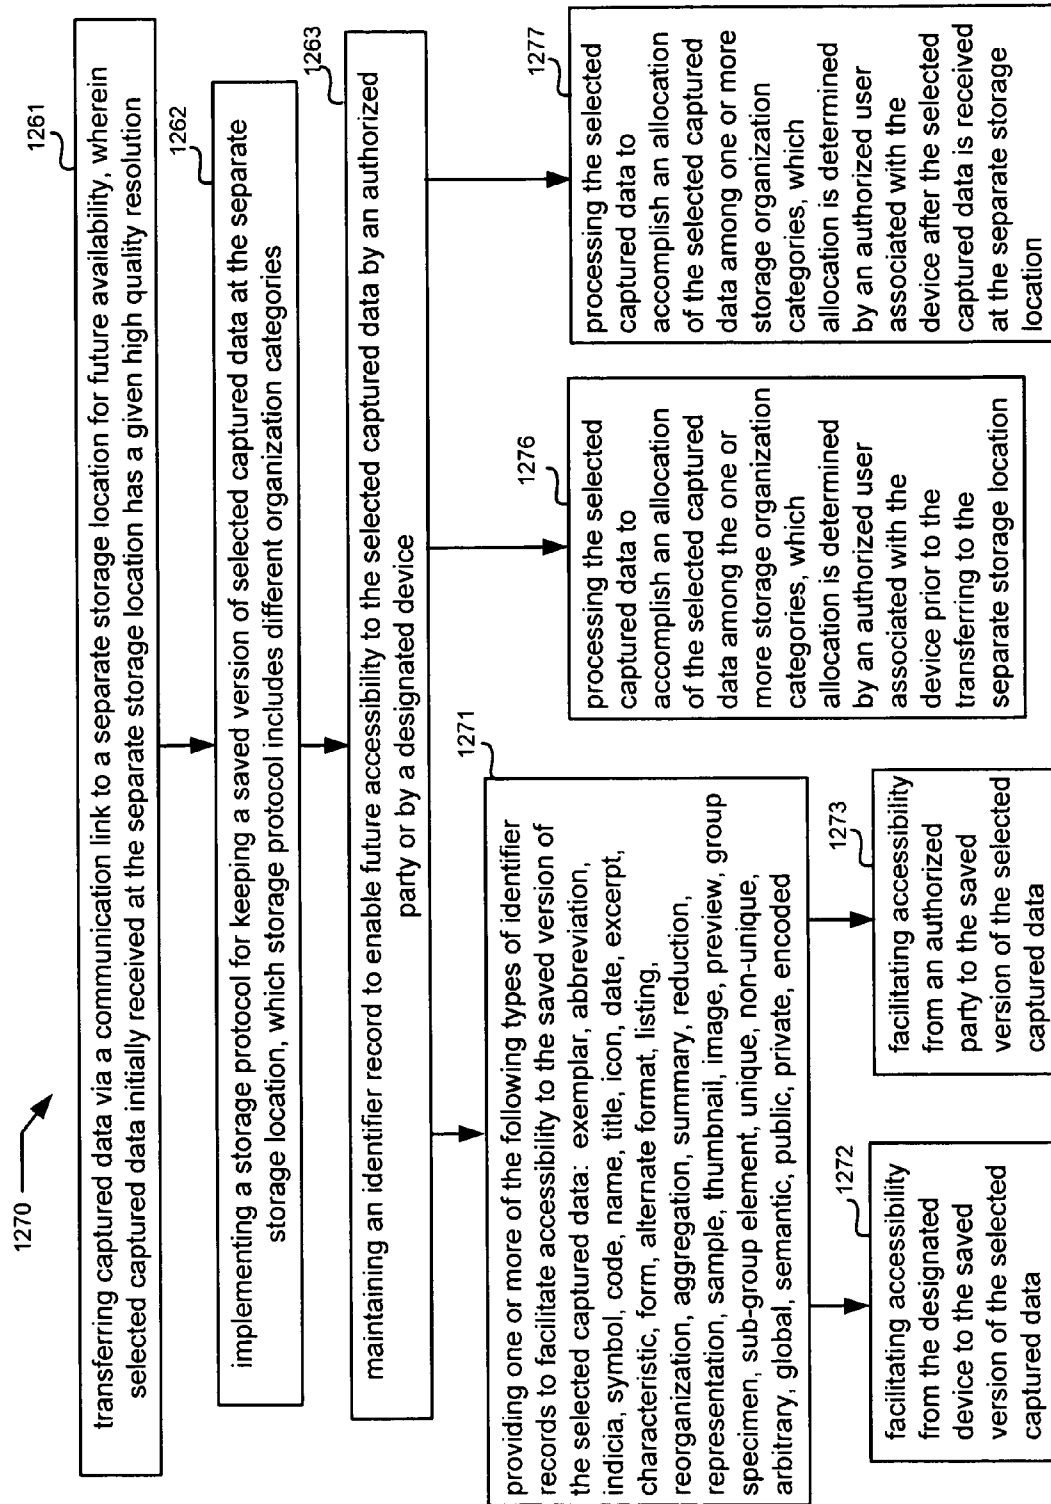 1270
1261
transferring captured data via a communication link to a separate storage location for future availability, wherein
selected captured data initially received at the separate storage location has a given high quality resolution
1262
implementing a storage protocol for keeping a saved version of selected captured data at the separate
storage location, which storage protocol includes different organization categories
1263
maintaining an identifier record to enable future accessibility to the selected captured data by an authorized
party or by a designated device
1271
providing one or more of the following types of identifier
records to facilitate accessibility to the saved version of
the selected captured data: exemplar, abbreviation,
indicia, symbol, code, name, title, icon, date, excerpt,
characteristic, form, alternate format, listing,
reorganization, aggregation, summary, reduction,
representation, sample, thumbnail, image, preview, group
specimen, sub-group element, unique, non-unique,
arbitrary, global, semantic, public, private, encoded
1272
facilitating accessibility
from the designated
device to the saved
version of the selected
captured data
1273
facilitating accessibility
from an authorized
party to the saved
version of the selected
captured data
1276
processing the selected
captured data to
accomplish an allocation
of the selected captured
data among the one or
more storage organization
categories, which
allocation is determined
by an authorized user
associated with the
device prior to the
transferring to the
separate storage location
1277
processing the selected
captured data to
accomplish an allocation
of the selected captured
data among one or more
storage organization
categories, which
allocation is determined
by an authorized user
associated with the
device after the selected
captured data is received
at the separate storage
location